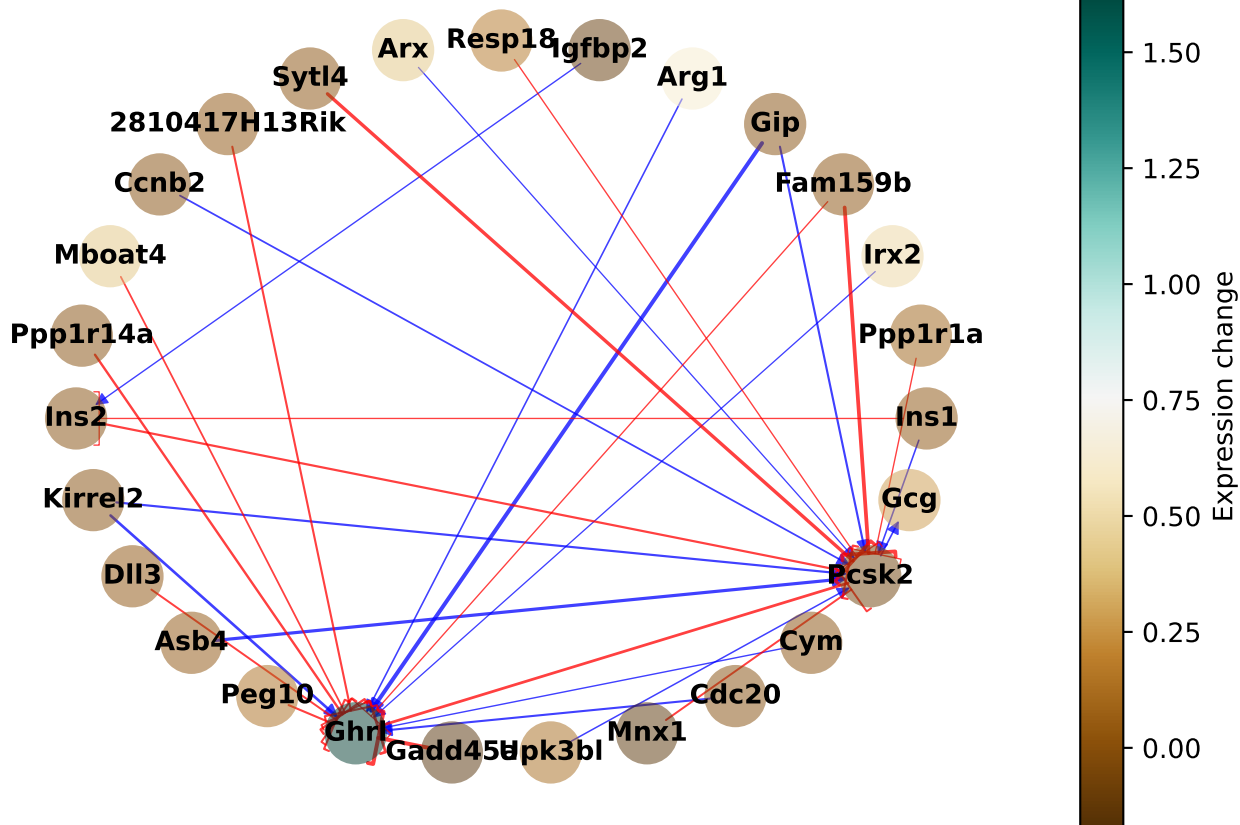 Resp18
Arx
Igfbp2
Sytl4
Arg1
2810417H13Rik
Gip
Ccnb2
Fam159b
Mboat4
Irx2
Ppp1r14a
Ppp1r1a
Ins2
Ins1
Kirrel2
Gcg
Dll3
Pcsk2
Asb4
Cym
Peg10
Cdc20
Ghrl
Mnx1
Gadd45a
Upk3bl
1.50
1.25
1.00
0.75
0.50
0.25
0.00
Expression change